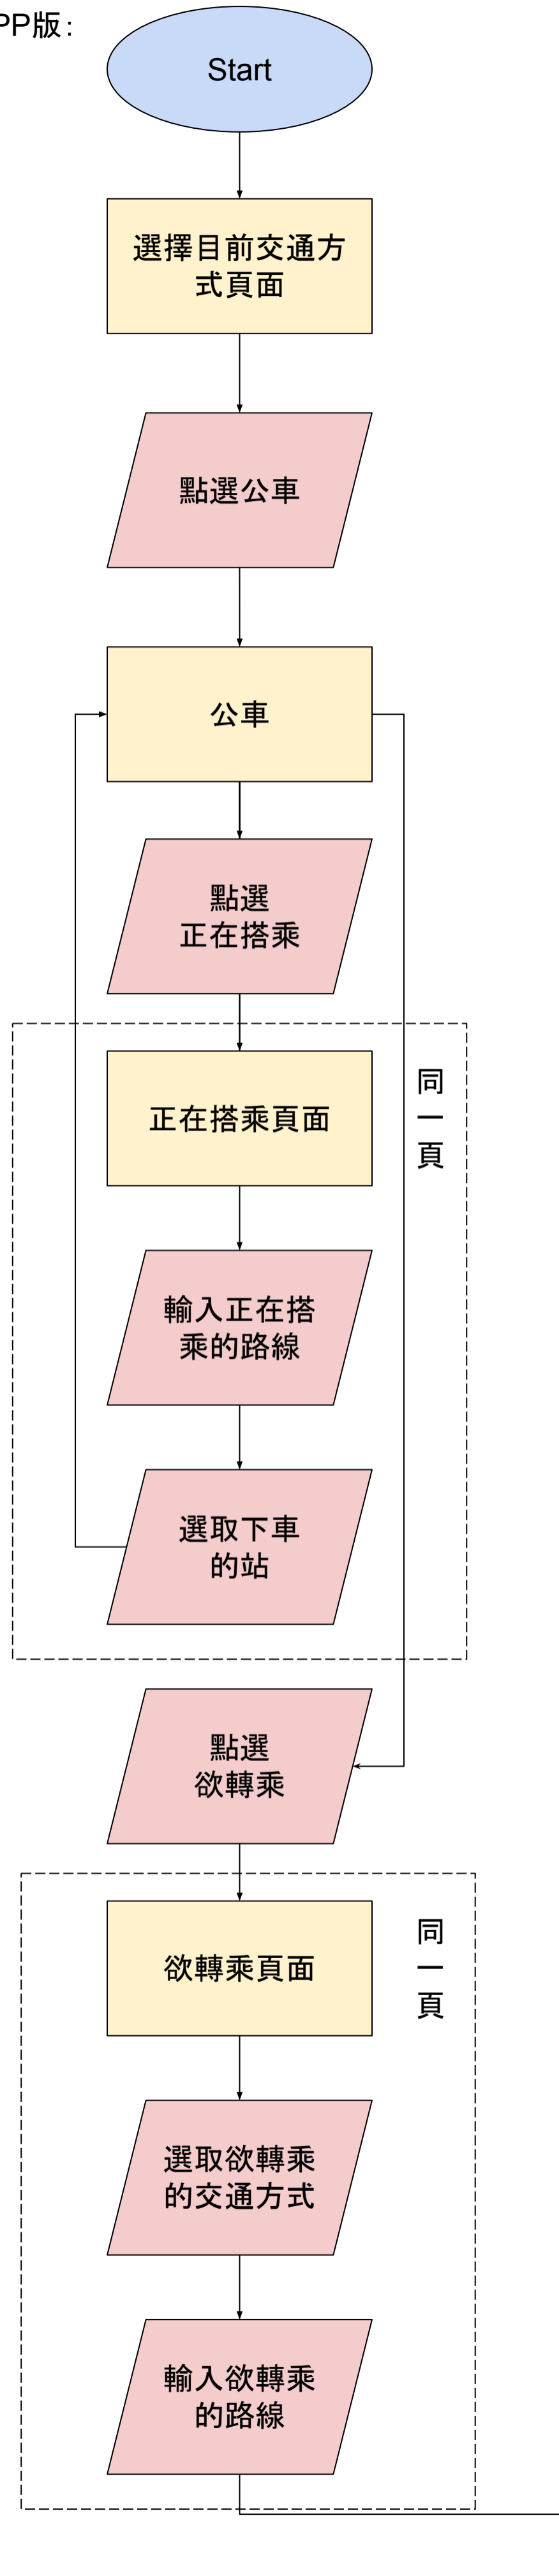 PP版:
Start
選擇目前交通方
式頁面
點選公車
公車
點選
正在搭乘
正在搭乘頁面
同
一
頁
輸入正在搭
乘的路線
選取下車
的站
點選
欲轉乘
欲轉乘頁面
同
一
頁
選取欲轉乘
的交通方式
輸入欲轉乘
的路線